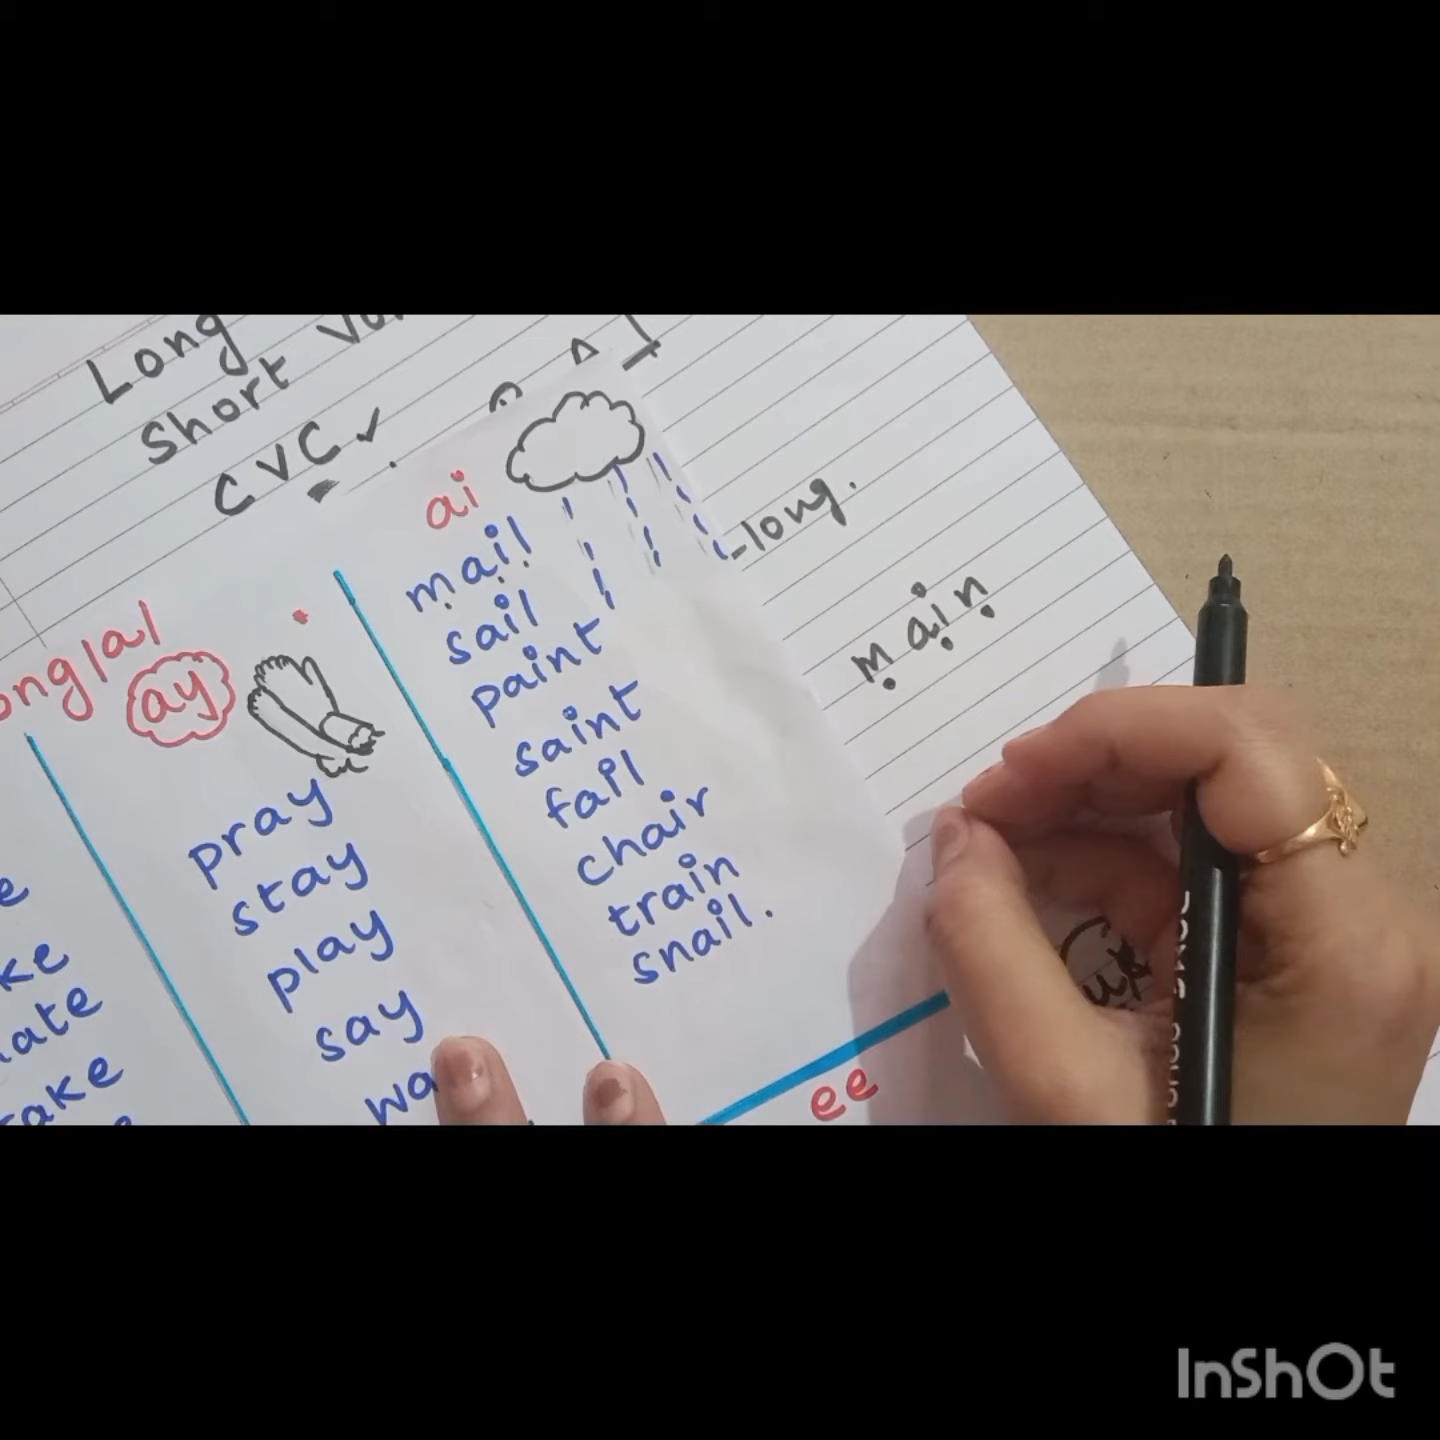 Long
Short
CVC✓
long.
main
ai
mail
sail
paint
saint
fail
chair
train
snail.
long/a/
ay
pray
stay
play
say
ee
InShOt